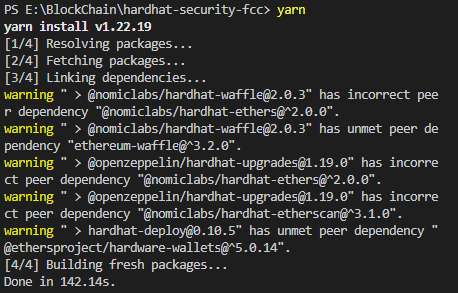 PS E:\BlockChain\hardhat-security-fcc> yarn
yarn install v1.22.19
[1/4] Resolving packages...
[2/4] Fetching packages...
[3/4] Linking dependencies...
warning " > @nomiclabs/hardhat-waffle@2.0.3" has incorrect pee
r dependency "@nomiclabs/hardhat-ethers@^2.0.0".
warning " > @nomiclabs/hardhat-waffle@2.0.3" has unmet peer de
pendency "ethereum-waffle@^3.2.0".
warning " > @openzeppelin/hardhat-upgrades@1.19.0" has incorre
ct peer dependency "@nomiclabs/hardhat-ethers@^2.0.0".
warning " > @openzeppelin/hardhat-upgrades@1.19.0" has incorre
ct peer dependency "@nomiclabs/hardhat-etherscan@^3.1.0".
warning " > hardhat-deploy@0.10.5" has unmet peer dependency "
@ethersproject/hardware-wallets@^5.0.14".
[4/4] Building fresh packages...
Done in 142.14s.